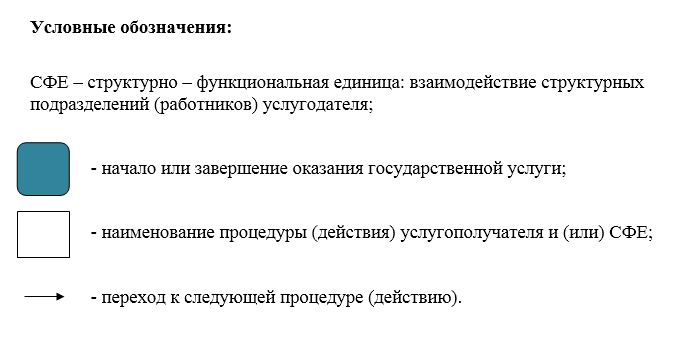 Условные обозначения:
СФЕ – структурно – функциональная единица: взаимодействие структурных
подразделений (работников) услугодателя;
- начало или завершение оказания государственной услуги;
- наименование процедуры (действия) услугополучателя и (или) СФЕ;
- переход к следующей процедуре (действию).